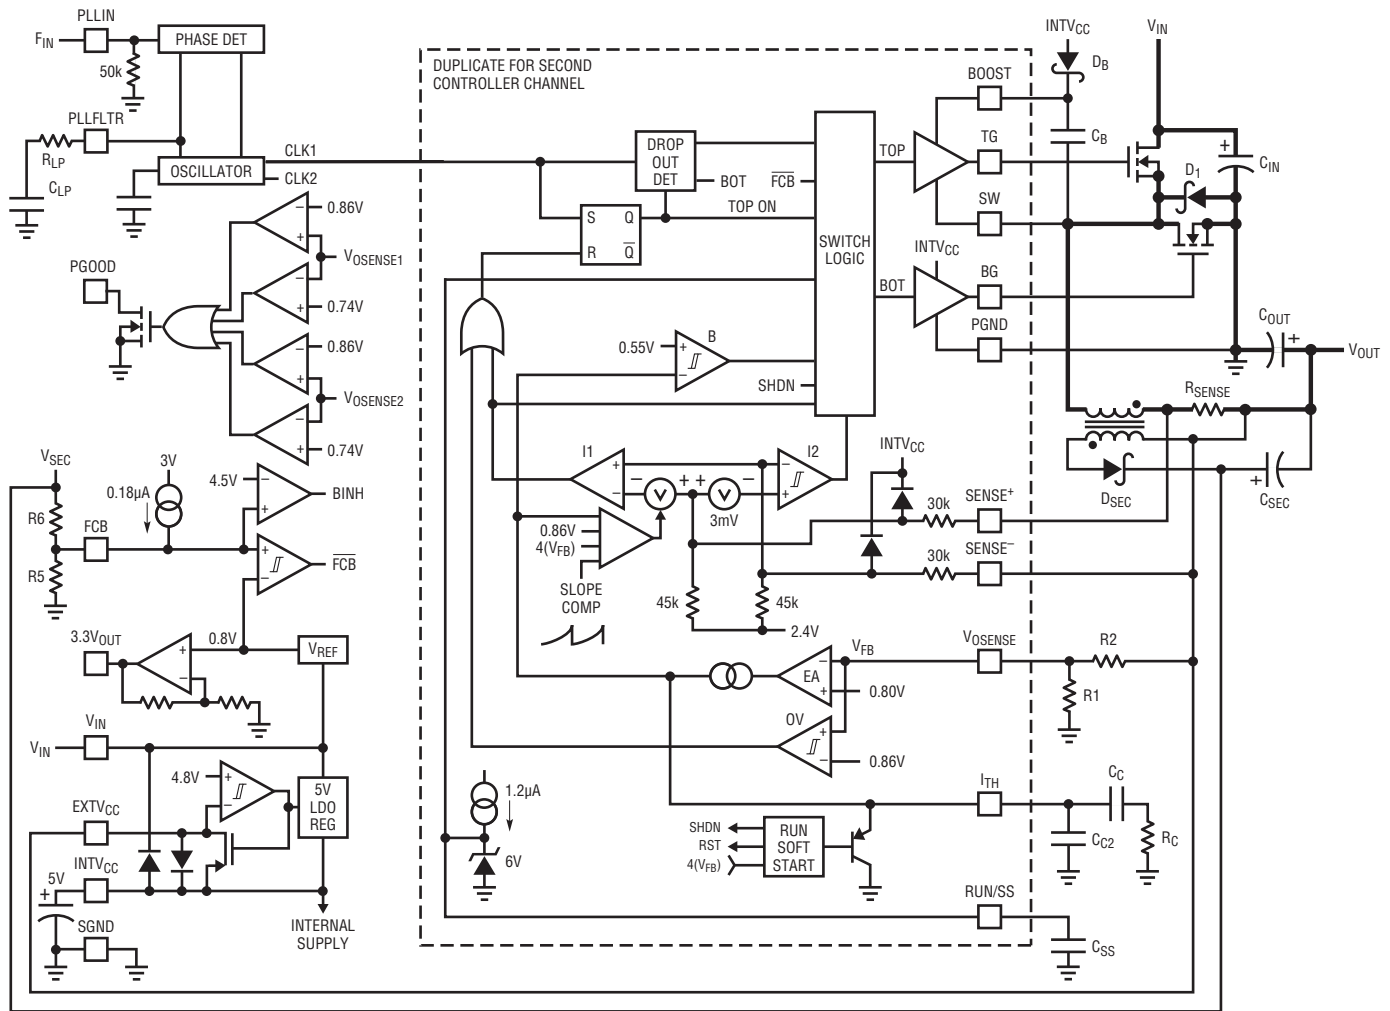 PLLIN
F_IN
PHASE DET
50k
PLLFLTR
R_LP
C_LP
OSCILLATOR
CLK1
CLK2
−
0.86V
+
V_OSENSE1
−
0.74V
+
PGOOD
−
0.86V
+
V_OSENSE2
−
0.74V
+
V_SEC
R6
R5
FCB
3V
0.18µA
4.5V
−
+
BINH
+
−
F̅C̅B̅
3.3V_OUT
0.8V
+
−
V_REF
V_IN
V_IN
4.8V
+
−
5V
LDO
REG
EXTV_CC
INTV_CC
5V
+
SGND
INTERNAL
SUPPLY
DUPLICATE FOR SECOND
CONTROLLER CHANNEL
DROP
OUT
DET
BOT
F̅C̅B̅
TOP ON
S Q
R Q̅
SWITCH
LOGIC
0.55V
+
−
B
SHDN
I1
+
−
− + + −
V V
3mV
I2
−
+
0.86V
4(V_FB)
SLOPE
COMP
45k
45k
2.4V
INTV_CC
30k
SENSE+
30k
SENSE−
V_FB
−
EA
+
0.80V
OV
+
−
0.86V
V_OSENSE
R2
R1
1.2µA
6V
SHDN
RST
4(V_FB)
RUN
SOFT
START
I_TH
C_C
C_C2
R_C
RUN/SS
C_SS
TOP
BOT
INTV_CC
BOOST
TG
SW
BG
PGND
INTV_CC
D_B
C_B
V_IN
+
C_IN
D_1
C_OUT
+
V_OUT
R_SENSE
D_SEC
+
C_SEC